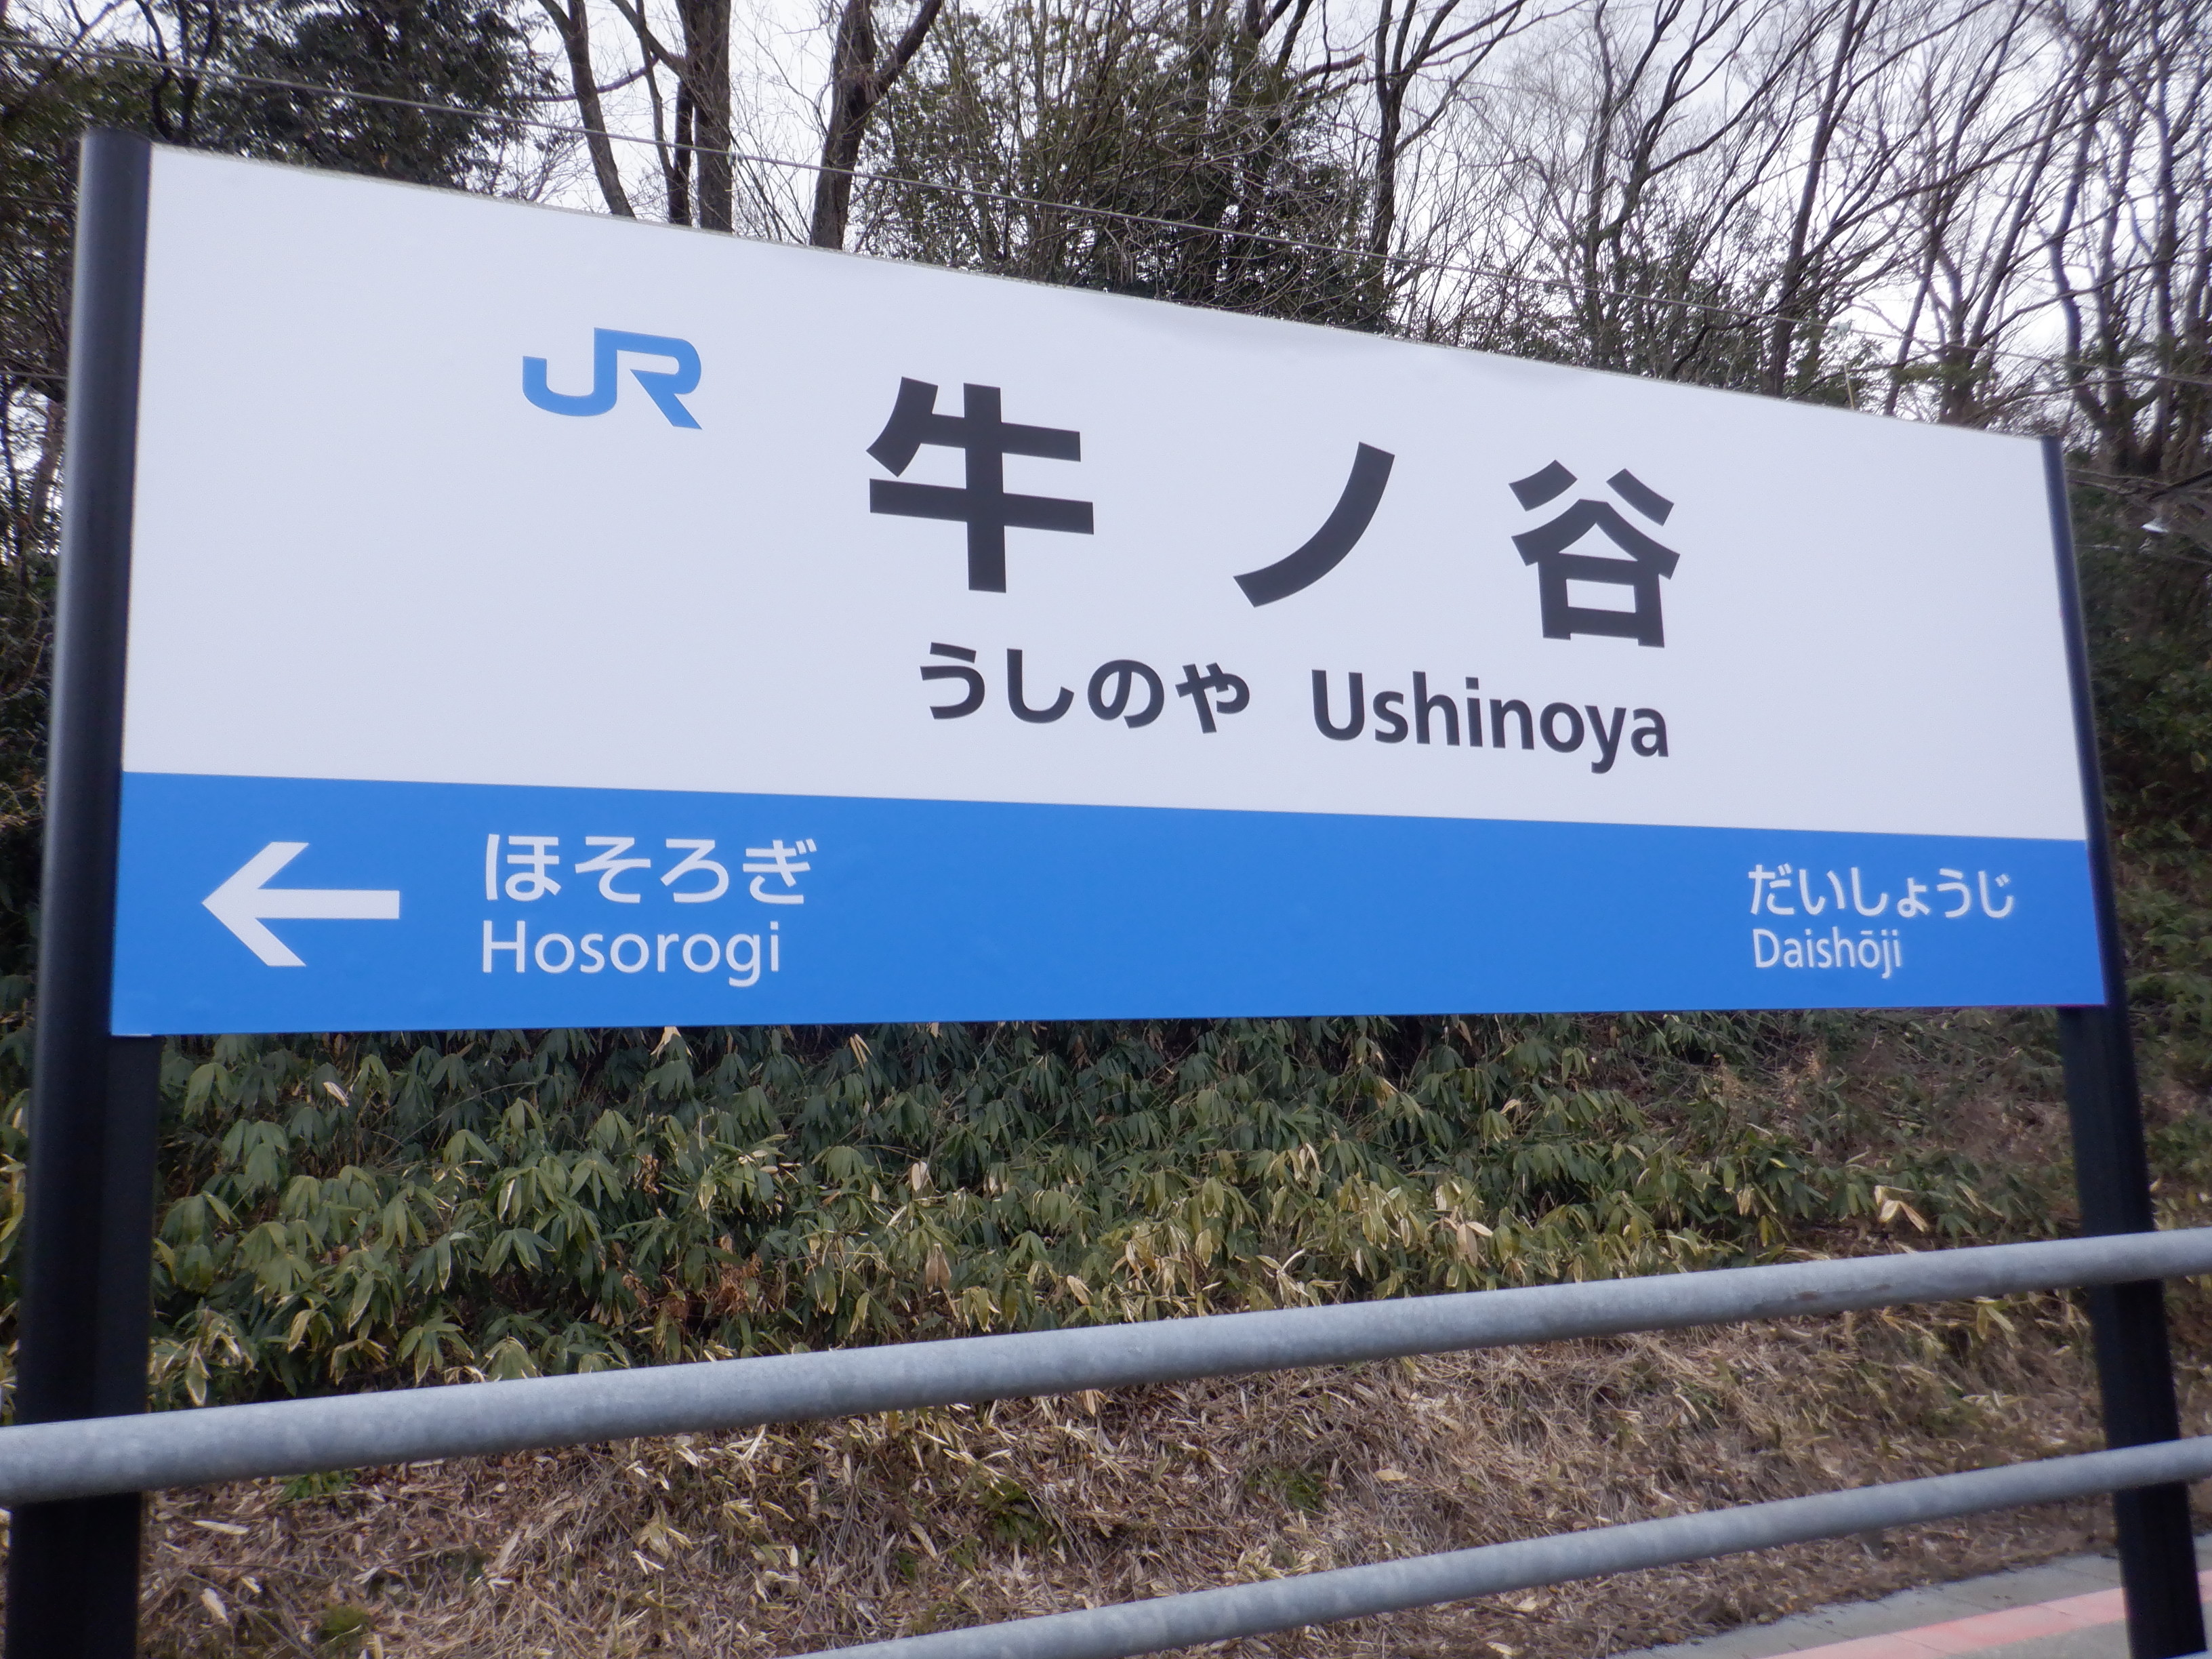 JR
牛ノ谷
うしのや Ushinoya
← ほそろぎ だいしょうじ
Hosorogi Daishōji